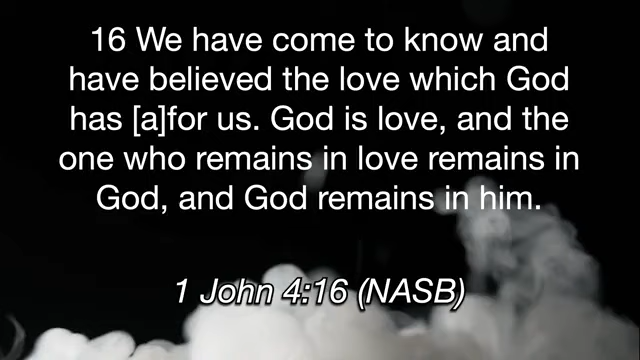 16 We have come to know and
have believed the love which God
has [a]for us. God is love, and the
one who remains in love remains in
God, and God remains in him.
1 John 4:16 (NASB)